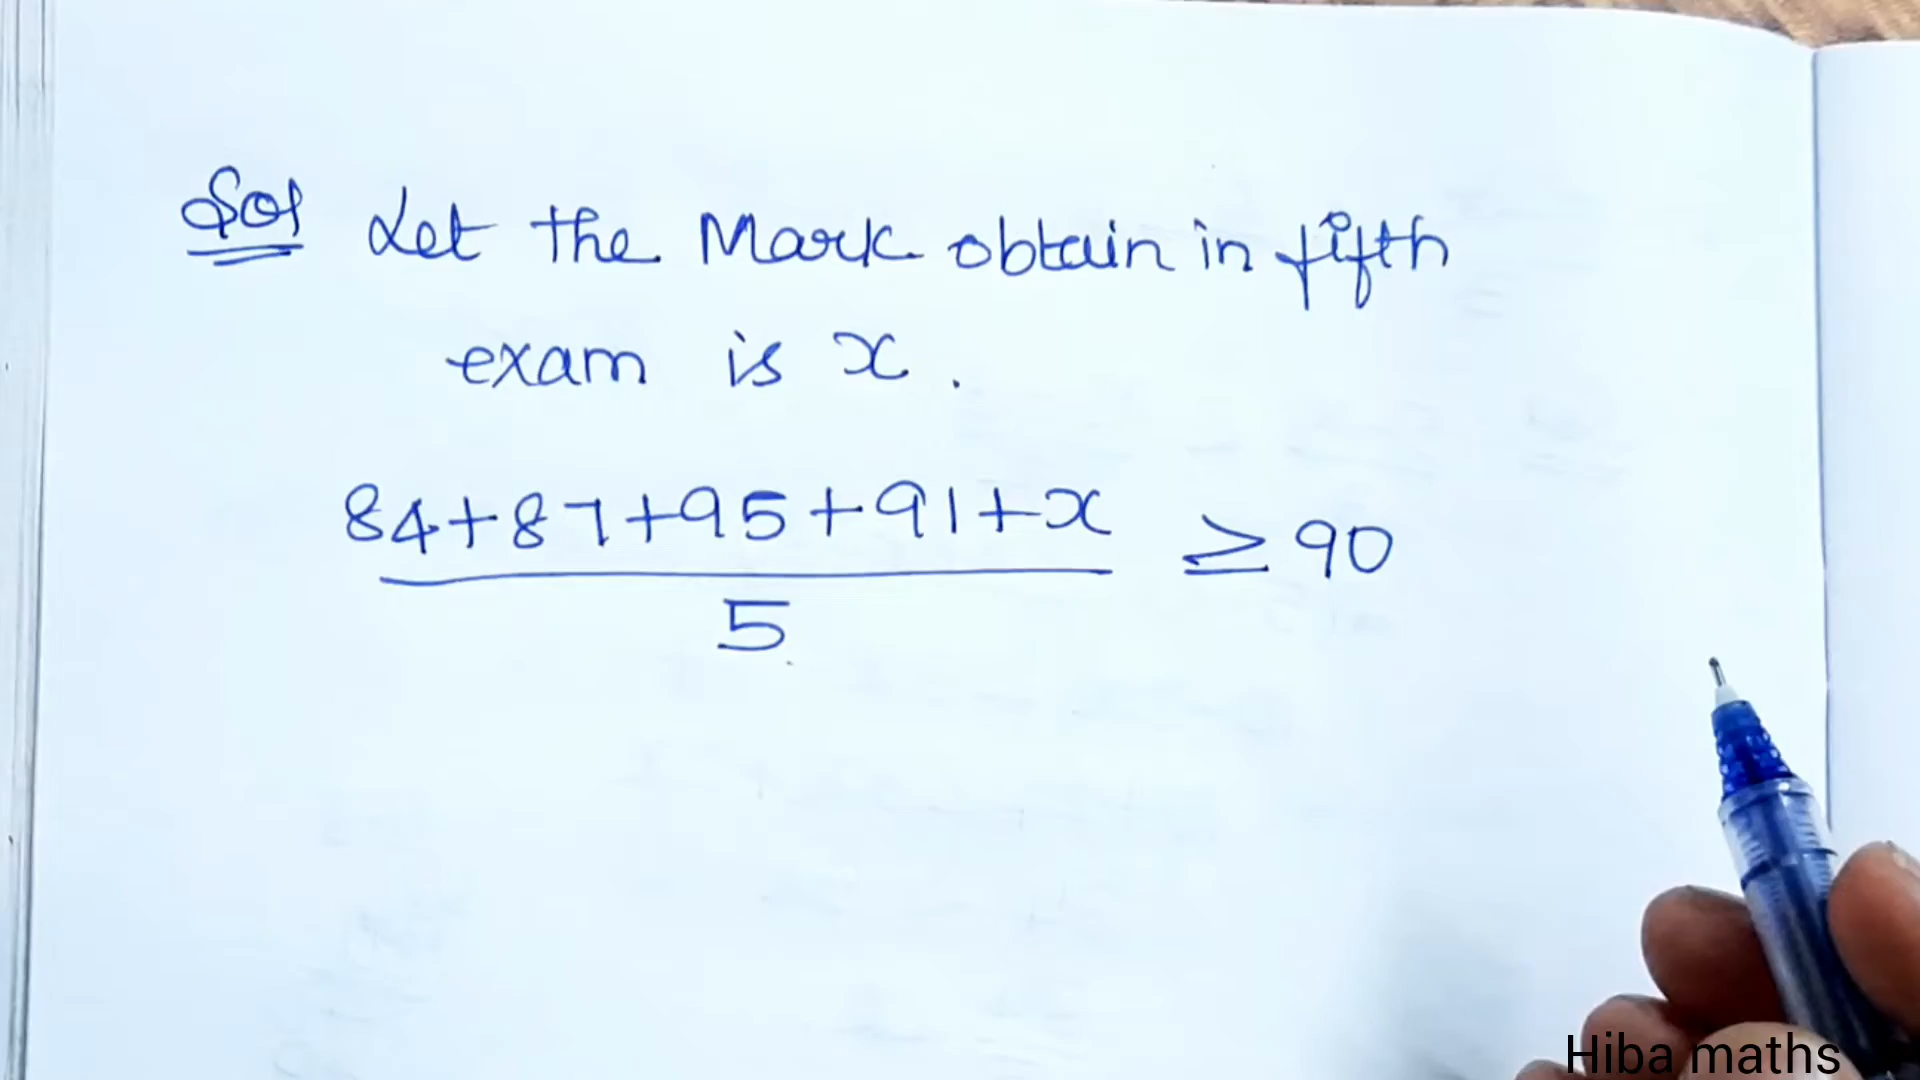 Sol Let the Mark obtain in fifth
exam is x.
84+87+95+91+x
≥ 90
5
Hiba maths